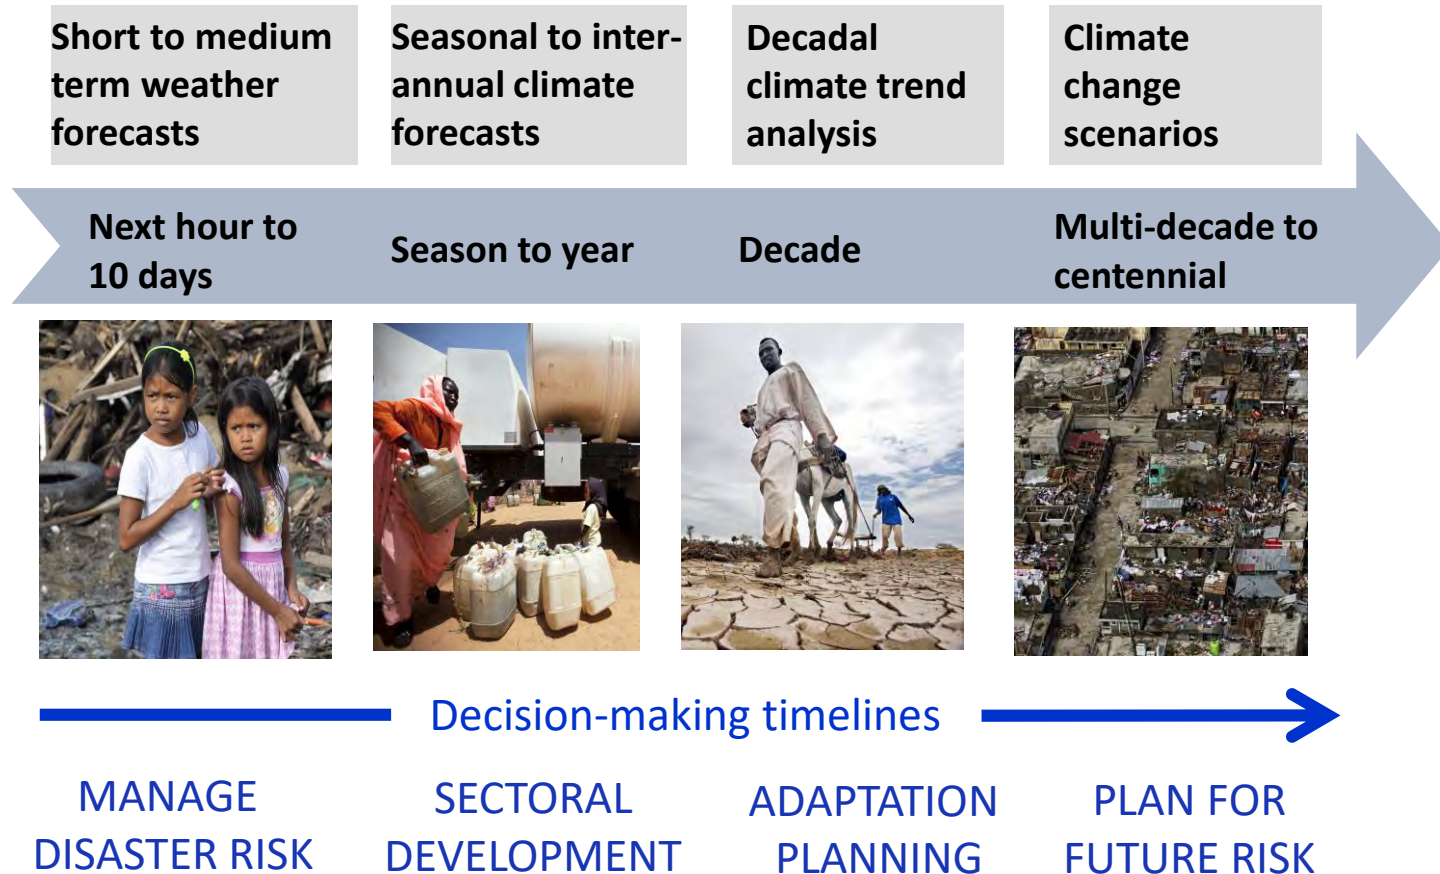 Short to medium
term weather
forecasts
Seasonal to inter-
annual climate
forecasts
Decadal
climate trend
analysis
Climate
change
scenarios
Next hour to
10 days
Season to year
Decade
Multi-decade to
centennial
Decision-making timelines
MANAGE
DISASTER RISK
SECTORAL
DEVELOPMENT
ADAPTATION
PLANNING
PLAN FOR
FUTURE RISK